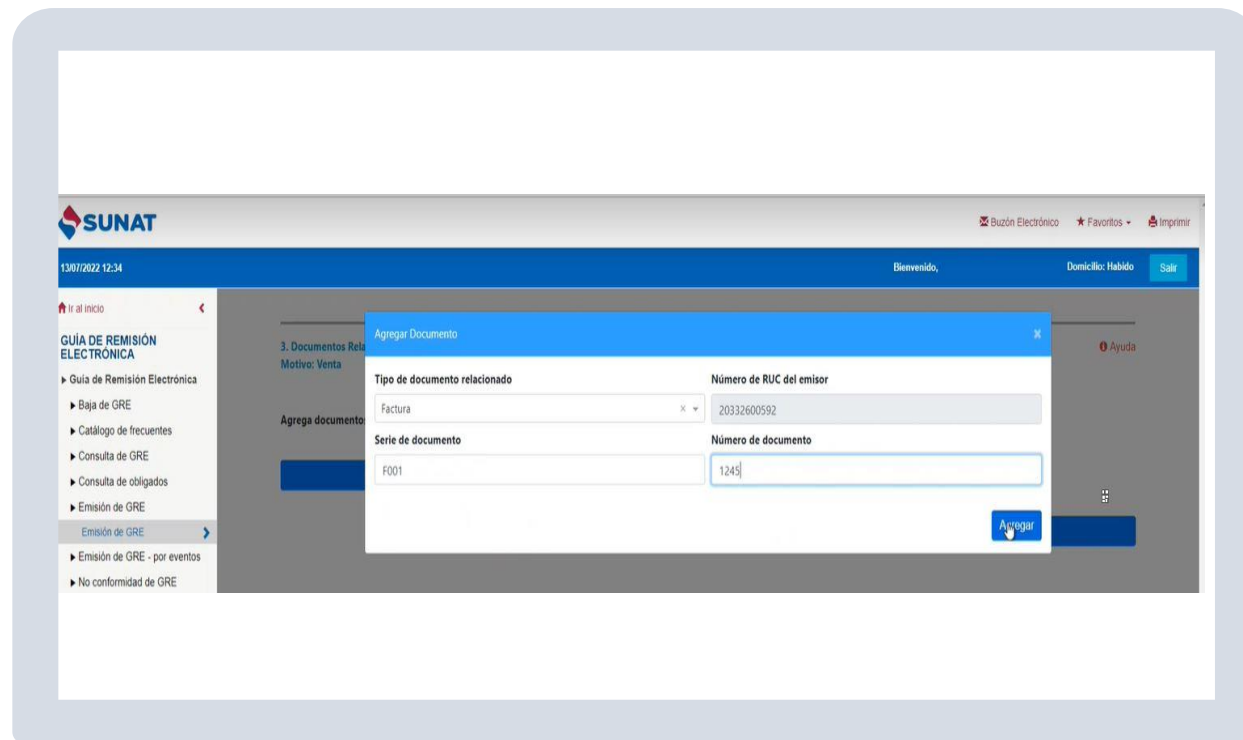 SUNAT
Buzón Electrónico Favoritos Imprimir
13/07/2022 12:34 Bienvenido, Domicilio: Habido Salir
Ir al inicio
GUÍA DE REMISIÓN
ELECTRÓNICA
Guía de Remisión Electrónica
Baja de GRE
Catálogo de frecuentes
Consulta de GRE
Consulta de obligados
Emisión de GRE
Emisión de GRE
Emisión de GRE - por eventos
No conformidad de GRE
3. Documentos Rela
Motivo: Venta
Ayuda
Agrega documento
Agregar Documento
Tipo de documento relacionado Número de RUC del emisor
Factura 20332600592
Serie de documento Número de documento
F001 1245
Agregar